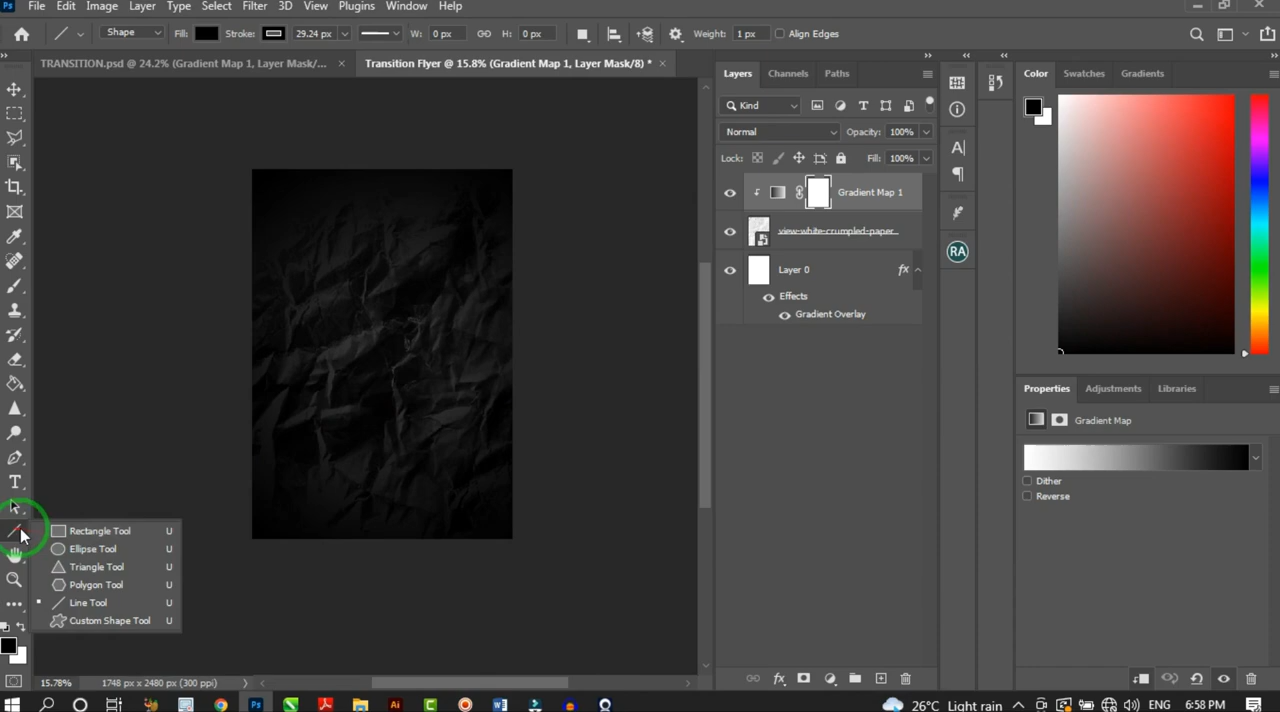 Ps File Edit Image Layer Type Select Filter 3D View Plugins Window Help
Shape Fill: Stroke: 29.24 px W: 0 px H: 0 px Weight: 1 px Align Edges
TRANSITION.psd @ 24.2% (Gradient Map 1, Layer Mask/...
Transition Flyer @ 15.8% (Gradient Map 1, Layer Mask/8) *
Layers Channels Paths
Kind
Normal Opacity: 100%
Lock: Fill: 100%
Gradient Map 1
view-white-crumpled-paper
Layer 0 fx
Effects
Gradient Overlay
RA
Color Swatches Gradients
Properties Adjustments Libraries
Gradient Map
Dither
Reverse
T
Rectangle Tool U
Ellipse Tool U
Triangle Tool U
Polygon Tool U
Line Tool U
Custom Shape Tool U
15.78% 1748 px x 2480 px (300 ppi)
fx
Ps Ai 26°C Light rain ENG 6:58 PM